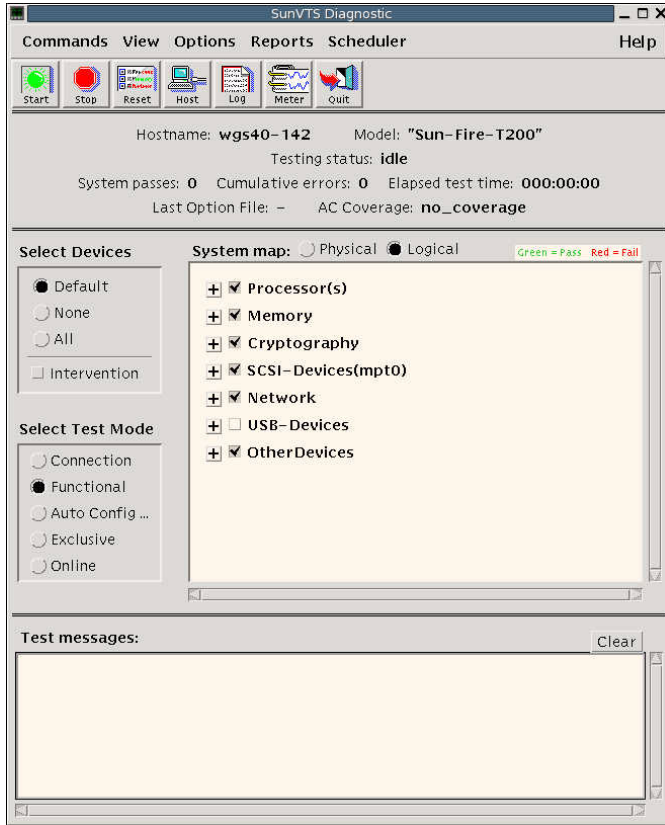 SunVTS Diagnostic
Commands View Options Reports Scheduler Help
Start Stop Reset Host Log Meter Quit
Hostname: wgs40-142 Model: "Sun-Fire-T200"
Testing status: idle
System passes: 0 Cumulative errors: 0 Elapsed test time: 000:00:00
Last Option File: - AC Coverage: no_coverage
Select Devices
Default
None
All
Intervention
Select Test Mode
Connection
Functional
Auto Config ...
Exclusive
Online
System map: Physical Logical Green = Pass Red = Fail
Processor(s)
Memory
Cryptography
SCSI-Devices(mpt0)
Network
USB-Devices
OtherDevices
Test messages:
Clear